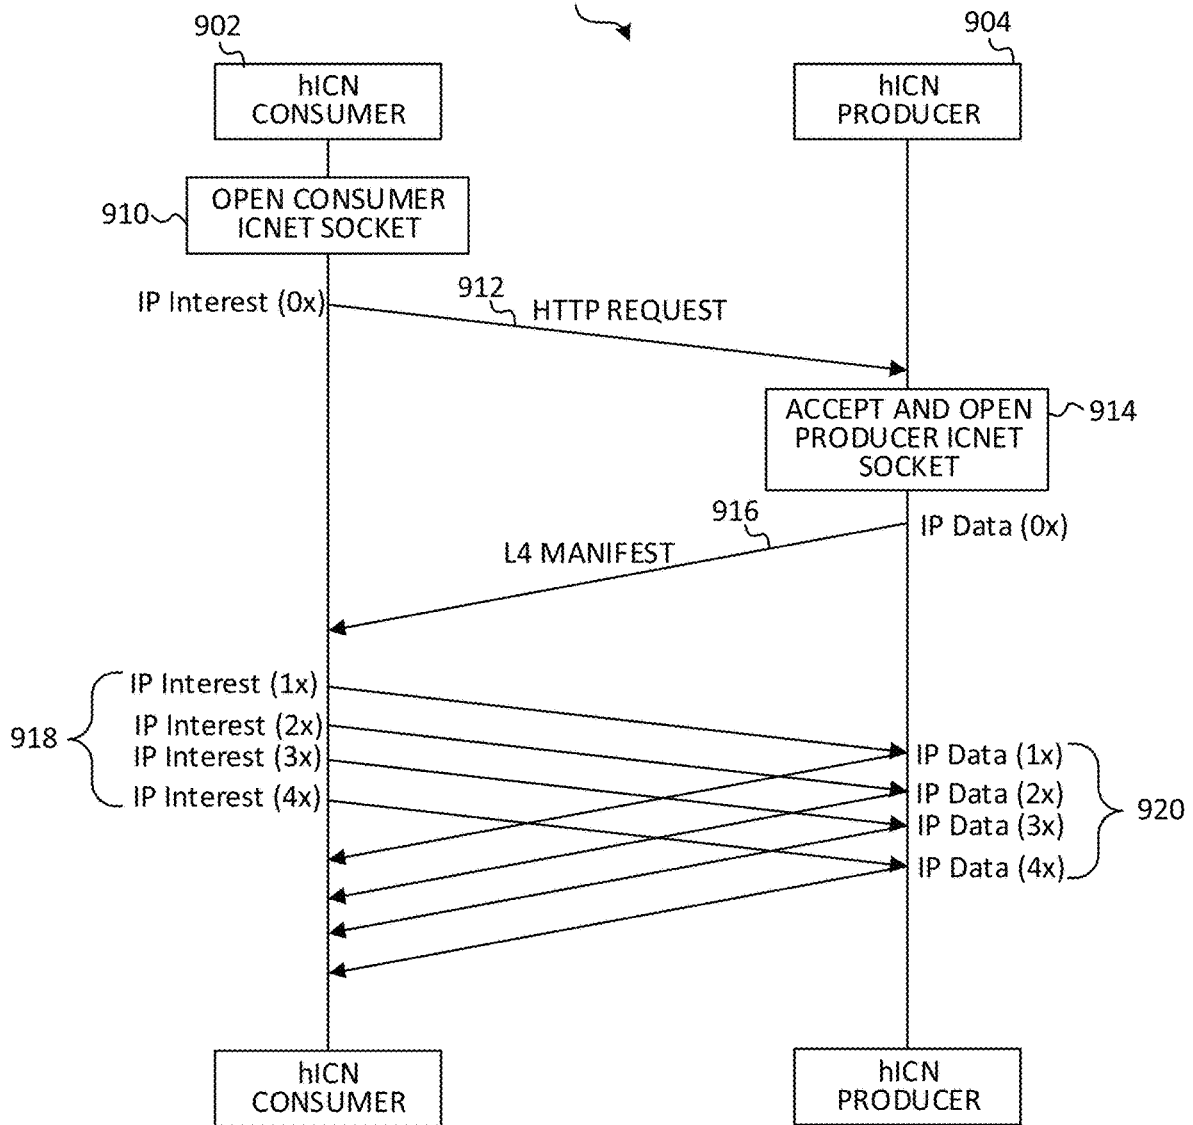 902
904
hICN
CONSUMER
hICN
PRODUCER
910
OPEN CONSUMER
ICNET SOCKET
IP Interest (0x)
912
HTTP REQUEST
ACCEPT AND OPEN
PRODUCER ICNET
SOCKET
914
916
IP Data (0x)
L4 MANIFEST
918
IP Interest (1x)
IP Interest (2x)
IP Interest (3x)
IP Interest (4x)
IP Data (1x)
IP Data (2x)
IP Data (3x)
IP Data (4x)
920
hICN
CONSUMER
hICN
PRODUCER